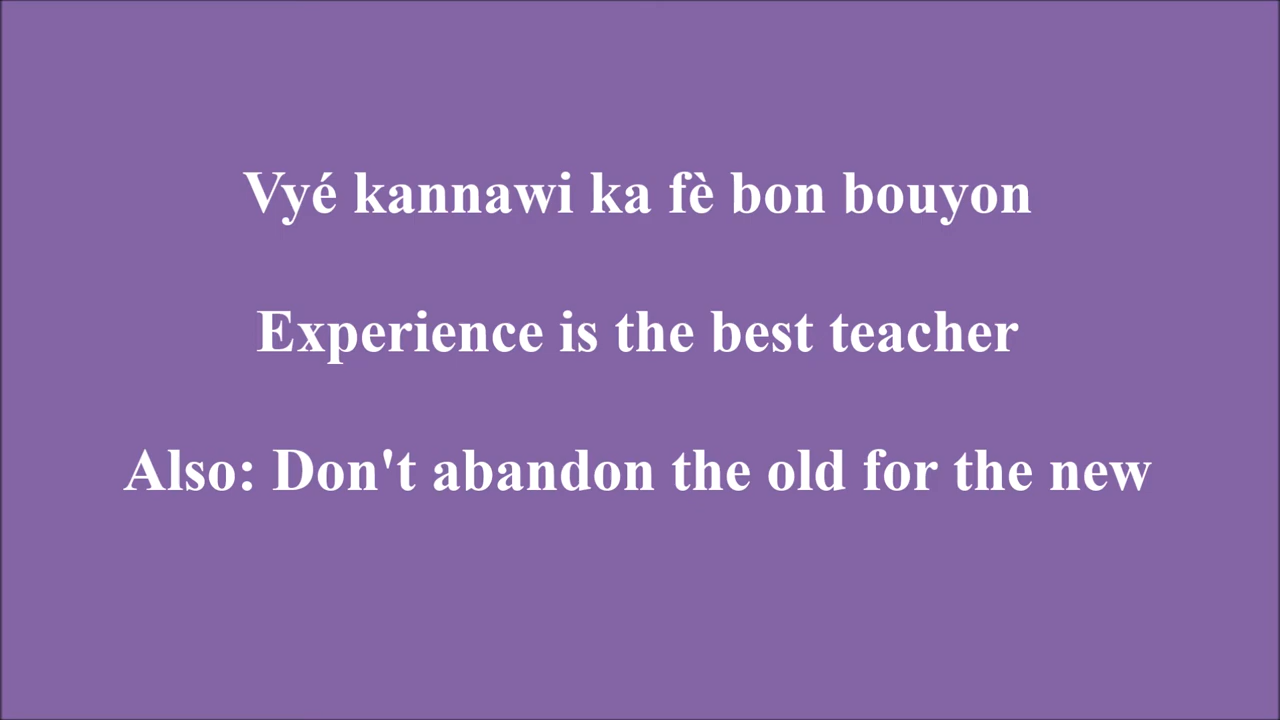 Vyé kannawi ka fè bon bouyon
Experience is the best teacher
Also: Don't abandon the old for the new